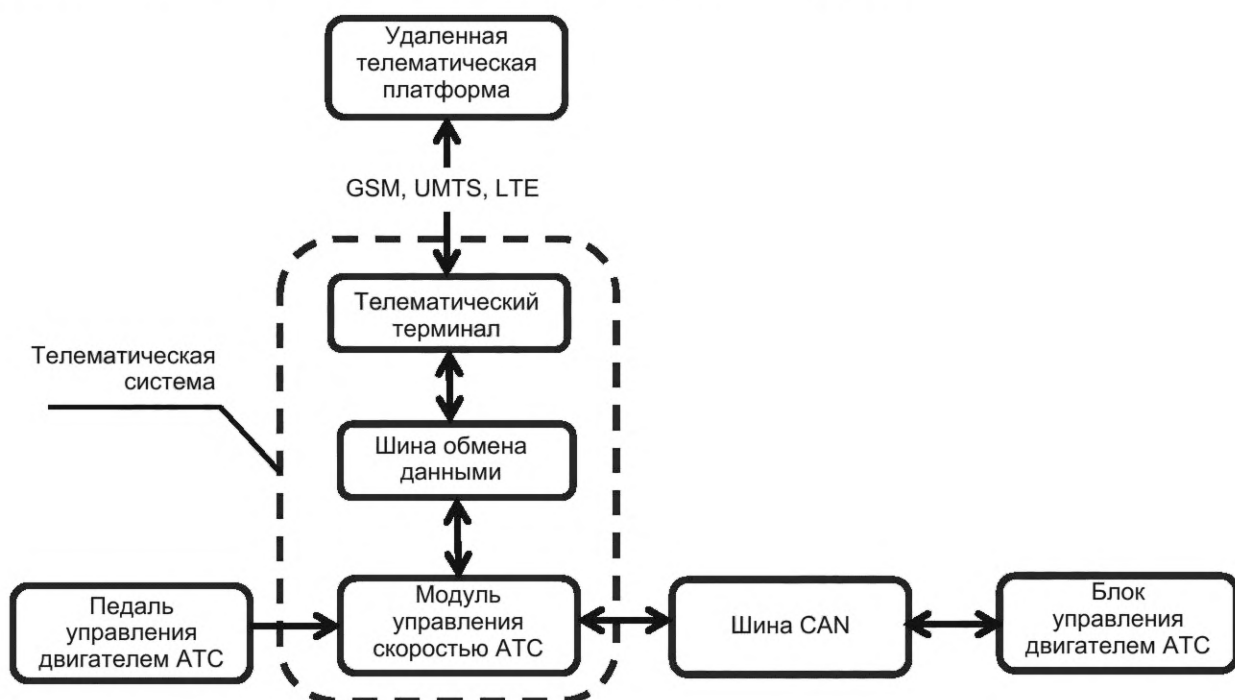 Удаленная
телематическая
платформа
GSM, UMTS, LTE
Телематический
терминал
Телематическая
система
Шина обмена
данными
Педаль
управления
двигателем АТС
Модуль
управления
скоростью АТС
Шина CAN
Блок
управления
двигателем АТС